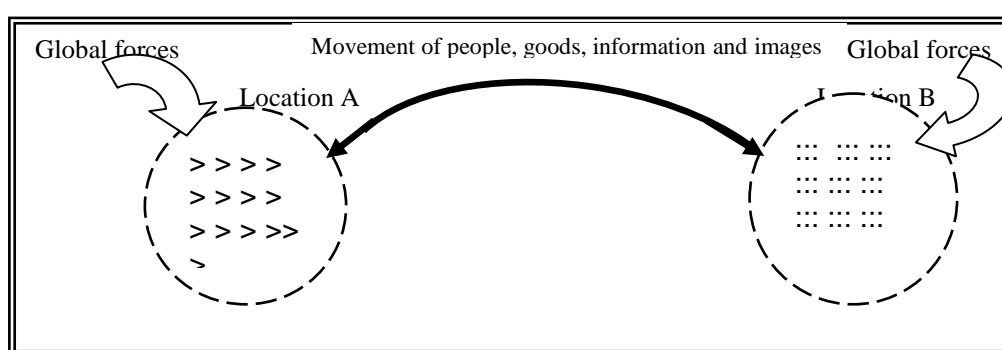 Global forces
Movement of people, goods, information and images
Global forces
Location A
B
> > > >
> > > >
> > > > >>
>
::: ::: :::
::: ::: :::
::: ::: :::